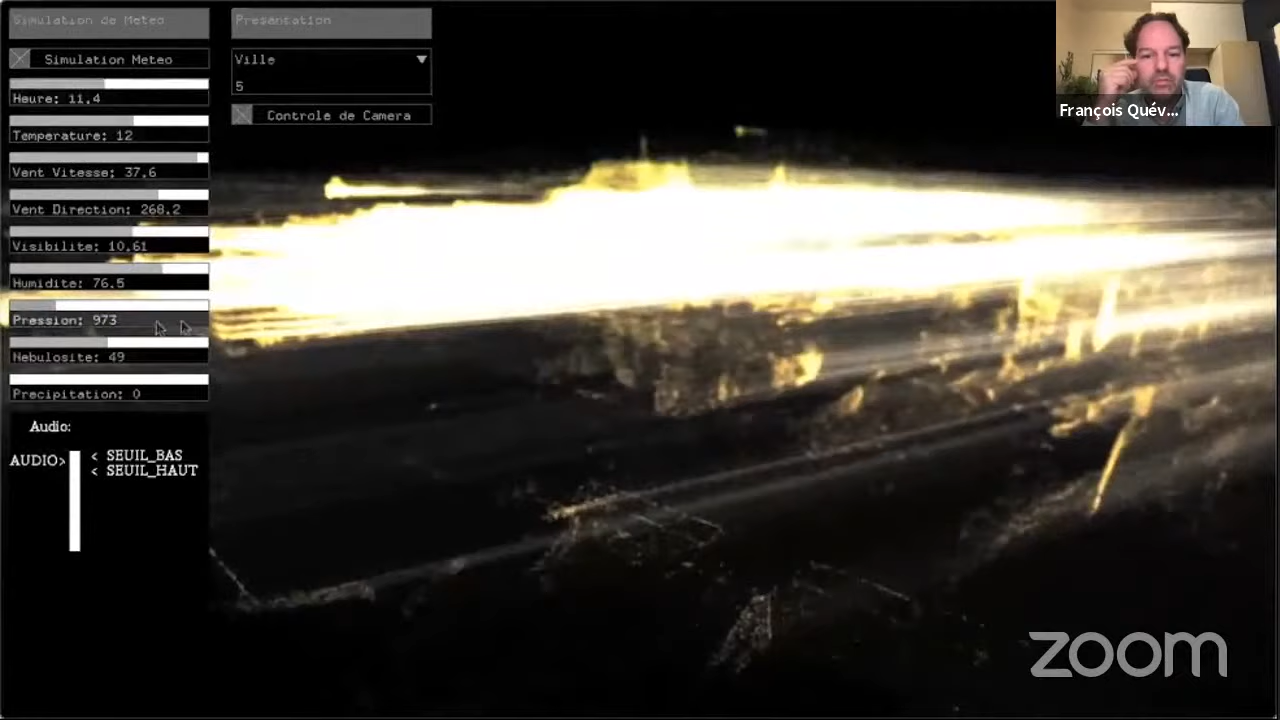 Simulation de Meteo
Simulation Meteo
Heure: 11.4
Temperature: 12
Vent Vitesse: 37.6
Vent Direction: 268.2
Visibilite: 10.61
Humidite: 76.5
Pression: 973
Nebulosite: 49
Precipitation: 0
Audio:
AUDIO>
< SEUIL_BAS
< SEUIL_HAUT
Presentation
Ville
5
Controle de Camera
François Quév...
zoom